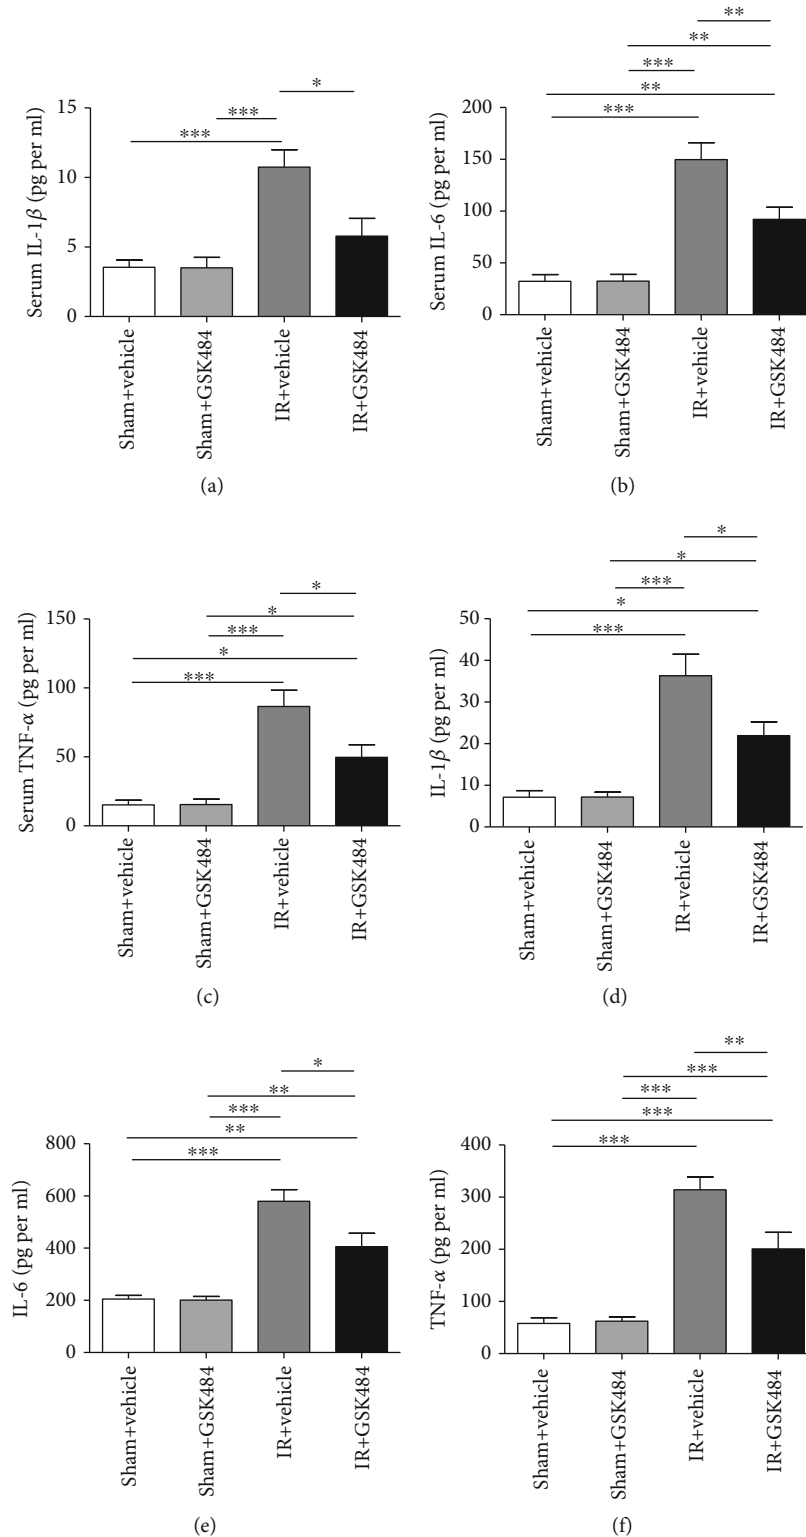 *
***
***
15
10
5
0
Serum IL-1β (pg per ml)
Sham+vehicle
Sham+GSK484
IR+vehicle
IR+GSK484
(a)
**
**
***
**
***
200
150
100
50
0
Serum IL-6 (pg per ml)
Sham+vehicle
Sham+GSK484
IR+vehicle
IR+GSK484
(b)
*
*
***
*
***
150
100
50
0
Serum TNF-α (pg per ml)
Sham+vehicle
Sham+GSK484
IR+vehicle
IR+GSK484
(c)
*
*
***
*
***
50
40
30
20
10
0
IL-1β (pg per ml)
Sham+vehicle
Sham+GSK484
IR+vehicle
IR+GSK484
(d)
*
**
***
**
***
800
600
400
200
0
IL-6 (pg per ml)
Sham+vehicle
Sham+GSK484
IR+vehicle
IR+GSK484
(e)
**
***
***
***
***
400
300
200
100
0
TNF-α (pg per ml)
Sham+vehicle
Sham+GSK484
IR+vehicle
IR+GSK484
(f)